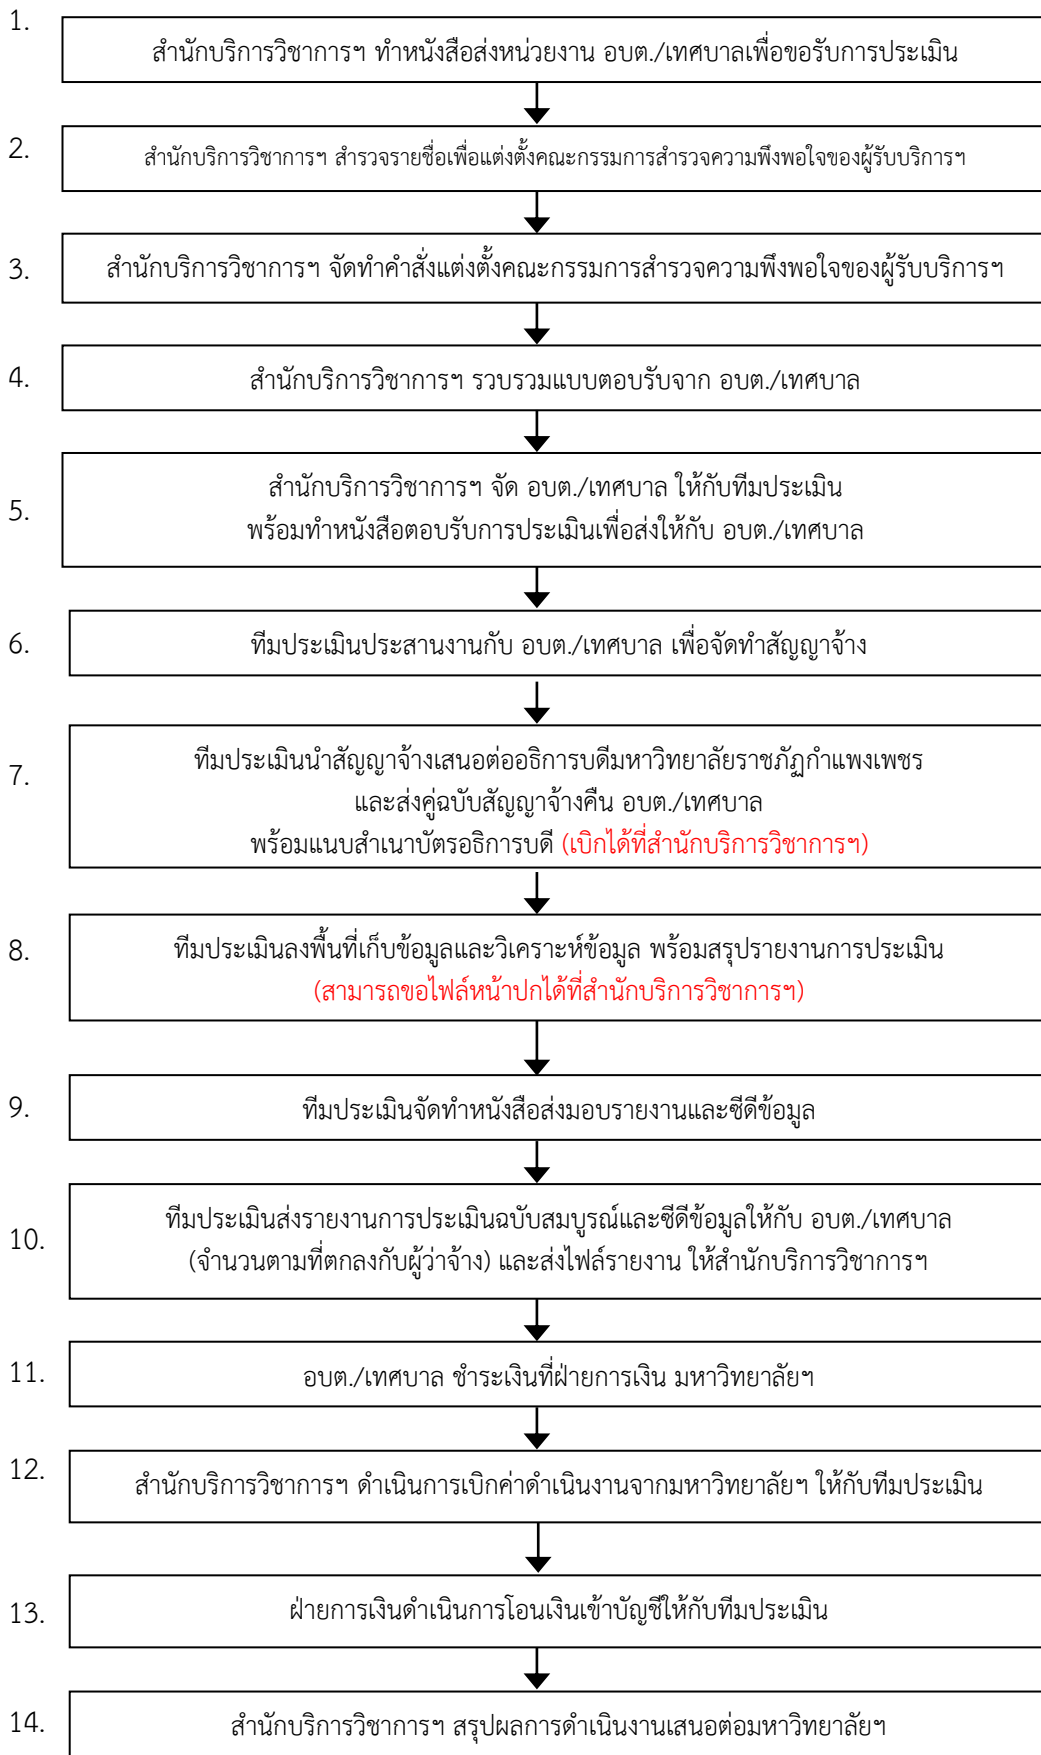 1.
สำนักบริการวิชาการฯ ทำหนังสือส่งหน่วยงาน อบต./เทศบาลเพื่อขอรับการประเมิน
2.
สำนักบริการวิชาการฯ สำรวจรายชื่อเพื่อแต่งตั้งคณะกรรมการสำรวจความพึงพอใจของผู้รับบริการฯ
3.
สำนักบริการวิชาการฯ จัดทำคำสั่งแต่งตั้งคณะกรรมการสำรวจความพึงพอใจของผู้รับบริการฯ
4.
สำนักบริการวิชาการฯ รวบรวมแบบตอบรับจาก อบต./เทศบาล
5.
สำนักบริการวิชาการฯ จัด อบต./เทศบาล ให้กับทีมประเมิน
พร้อมทำหนังสือตอบรับการประเมินเพื่อส่งให้กับ อบต./เทศบาล
6.
ทีมประเมินประสานงานกับ อบต./เทศบาล เพื่อจัดทำสัญญาจ้าง
7.
ทีมประเมินนำสัญญาจ้างเสนอต่ออธิการบดีมหาวิทยาลัยราชภัฏกำแพงเพชร
และส่งคู่ฉบับสัญญาจ้างคืน อบต./เทศบาล
พร้อมแนบสำเนาบัตรอธิการบดี (เบิกได้ที่สำนักบริการวิชาการฯ)
8.
ทีมประเมินลงพื้นที่เก็บข้อมูลและวิเคราะห์ข้อมูล พร้อมสรุปรายงานการประเมิน
(สามารถขอไฟล์หน้าปกได้ที่สำนักบริการวิชาการฯ)
9.
ทีมประเมินจัดทำหนังสือส่งมอบรายงานและซีดีข้อมูล
10.
ทีมประเมินส่งรายงานการประเมินฉบับสมบูรณ์และซีดีข้อมูลให้กับ อบต./เทศบาล
(จำนวนตามที่ตกลงกับผู้ว่าจ้าง) และส่งไฟล์รายงาน ให้สำนักบริการวิชาการฯ
11.
อบต./เทศบาล ชำระเงินที่ฝ่ายการเงิน มหาวิทยาลัยฯ
12.
สำนักบริการวิชาการฯ ดำเนินการเบิกค่าดำเนินงานจากมหาวิทยาลัยฯ ให้กับทีมประเมิน
13.
ฝ่ายการเงินดำเนินการโอนเงินเข้าบัญชีให้กับทีมประเมิน
14.
สำนักบริการวิชาการฯ สรุปผลการดำเนินงานเสนอต่อมหาวิทยาลัยฯ